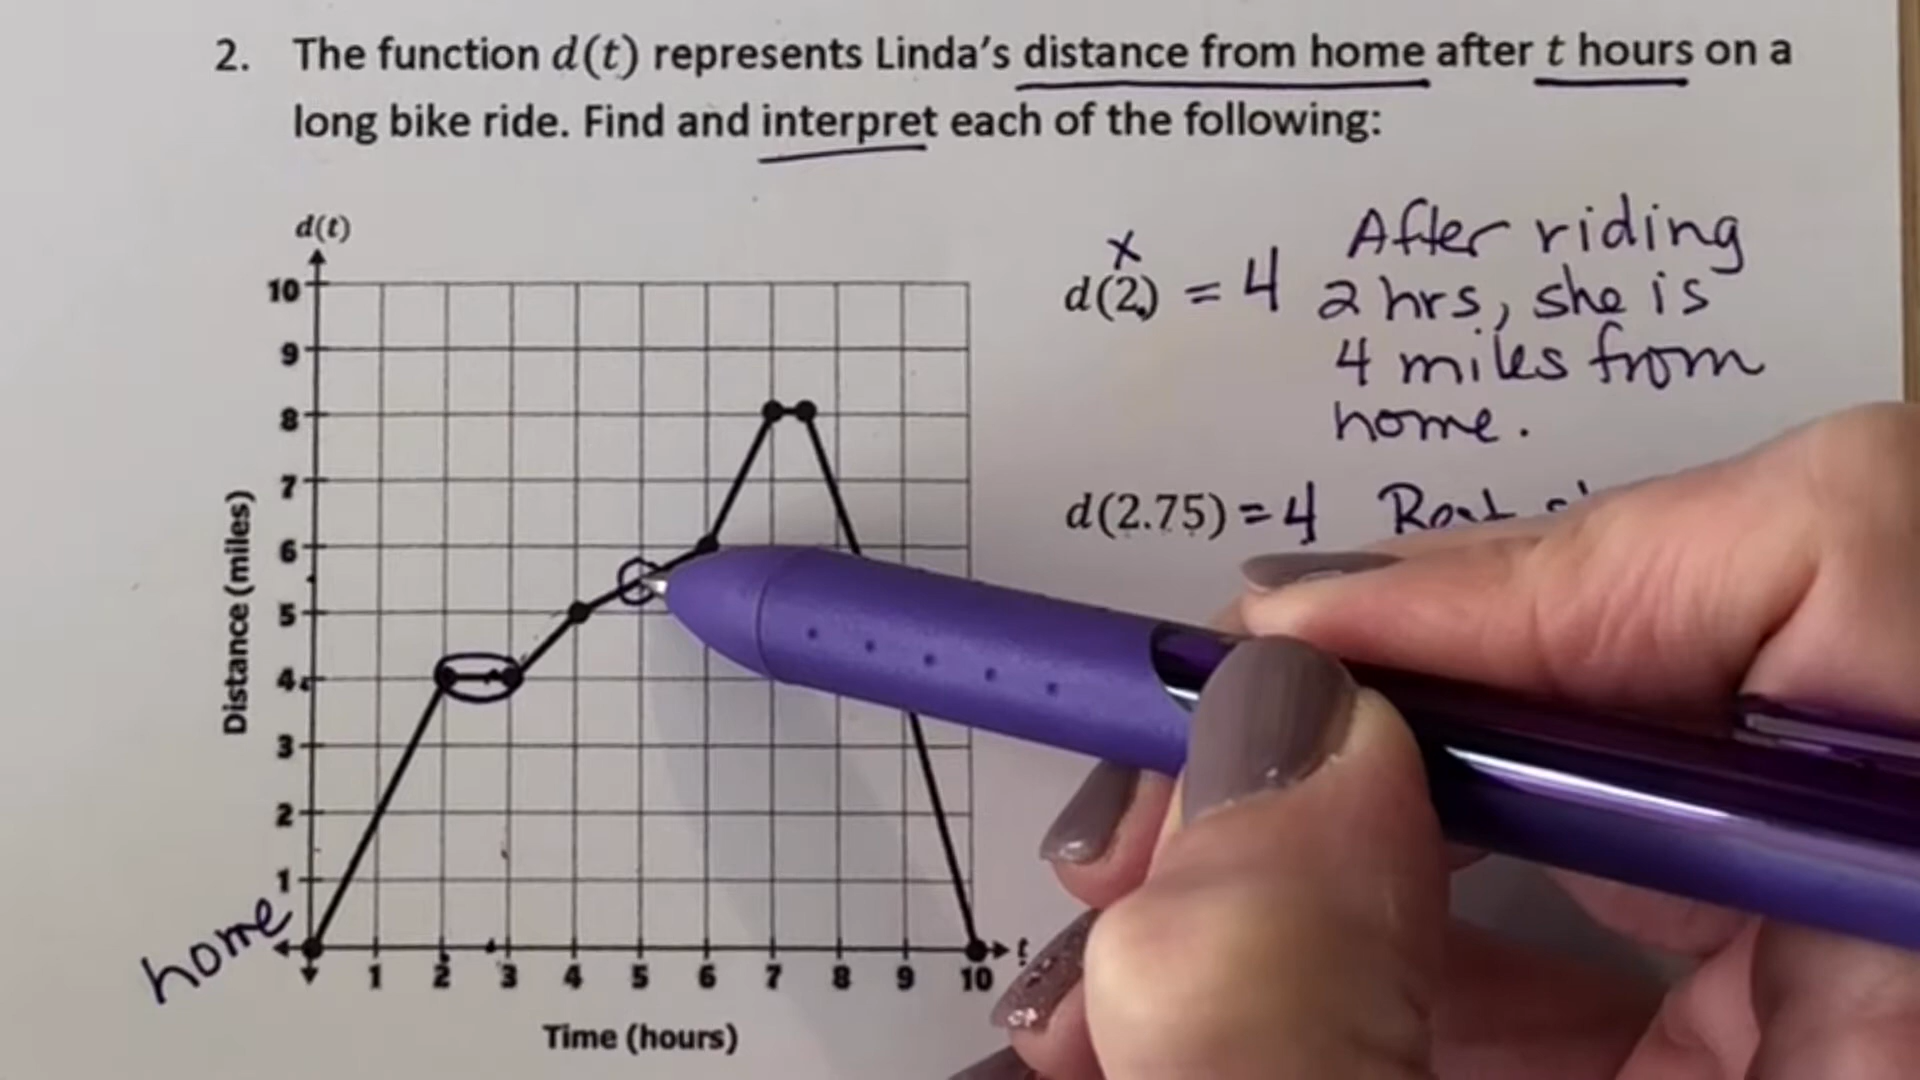 2. The function d(t) represents Linda's distance from home after t hours on a
long bike ride. Find and interpret each of the following:
d(t)
10
9
8
7
6
5
4
3
2
1
Distance (miles)
home
1 2 3 4 5 6 7 8 9 10
t
Time (hours)
x
d(2) = 4
After riding
2 hrs, she is
4 miles from
home.
d(2.75) = 4